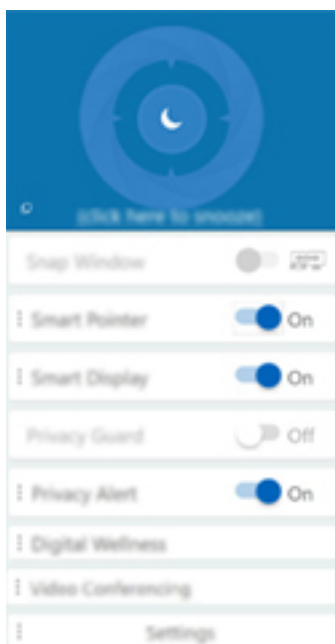 (click here to snooze)
Snap Window
Smart Pointer On
Smart Display On
Privacy Guard Off
Privacy Alert On
Digital Wellness
Video Conferencing
Settings